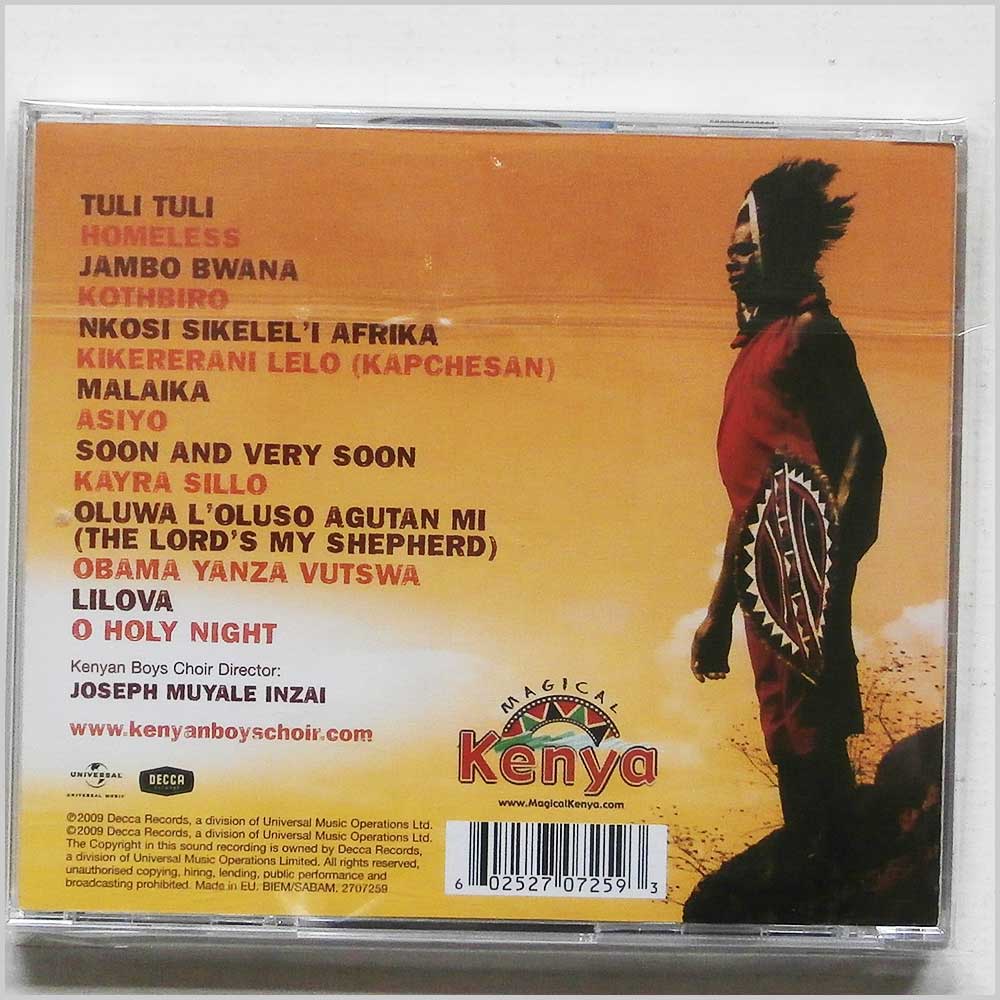 TULI TULI
HOMELESS
JAMBO BWANA
KOTHBIRO
NKOSI SIKELEL'I AFRIKA
KIKERERANI LELO (KAPCHESAN)
MALAIKA
ASIYO
SOON AND VERY SOON
KAYRA SILLO
OLUWA L'OLUSO AGUTAN MI
(THE LORD'S MY SHEPHERD)
OBAMA YANZA VUTSWA
LILOVA
O HOLY NIGHT
Kenyan Boys Choir Director:
JOSEPH MUYALE INZAI
www.kenyanboyschoir.com
MAGICAL
Kenya
www.MagicalKenya.com
UNIVERSAL
UNIVERSAL MUSIC
DECCA
RECORDS
℗2009 Decca Records, a division of Universal Music Operations Ltd.
©2009 Decca Records, a division of Universal Music Operations Ltd.
The Copyright in this sound recording is owned by Decca Records,
a division of Universal Music Operations Limited. All rights reserved,
unauthorised copying, hiring, lending, public performance and
broadcasting prohibited. Made in EU. BIEM/SABAM. 2707259
6 02527 07259 3